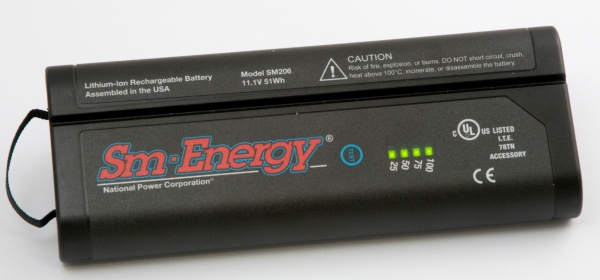 Lithium-Ion Rechargeable Battery
Assembled in the USA
Model SM206
11.1V 51Wh
CAUTION
Risk of fire, explosion, or burns. DO NOT short circuit, crush,
heat above 100°C, incinerate, or disassemble the battery.
Sm·Energy®
National Power Corporation
TEST
25
50
75
100
C UL US LISTED
I.T.E.
78TN
ACCESSORY
CE